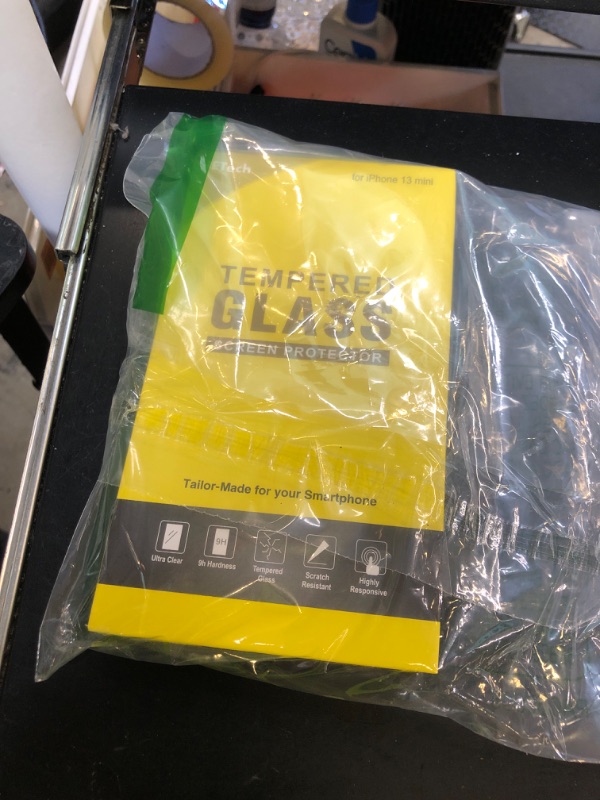 Tech
for iPhone 13 mini
TEMPERED
GLASS
SCREEN PROTECTOR
Tailor-Made for your Smartphone
9H
Ultra Clear
9h Hardness
Tempered
Glass
Scratch
Resistant
Highly
Responsive